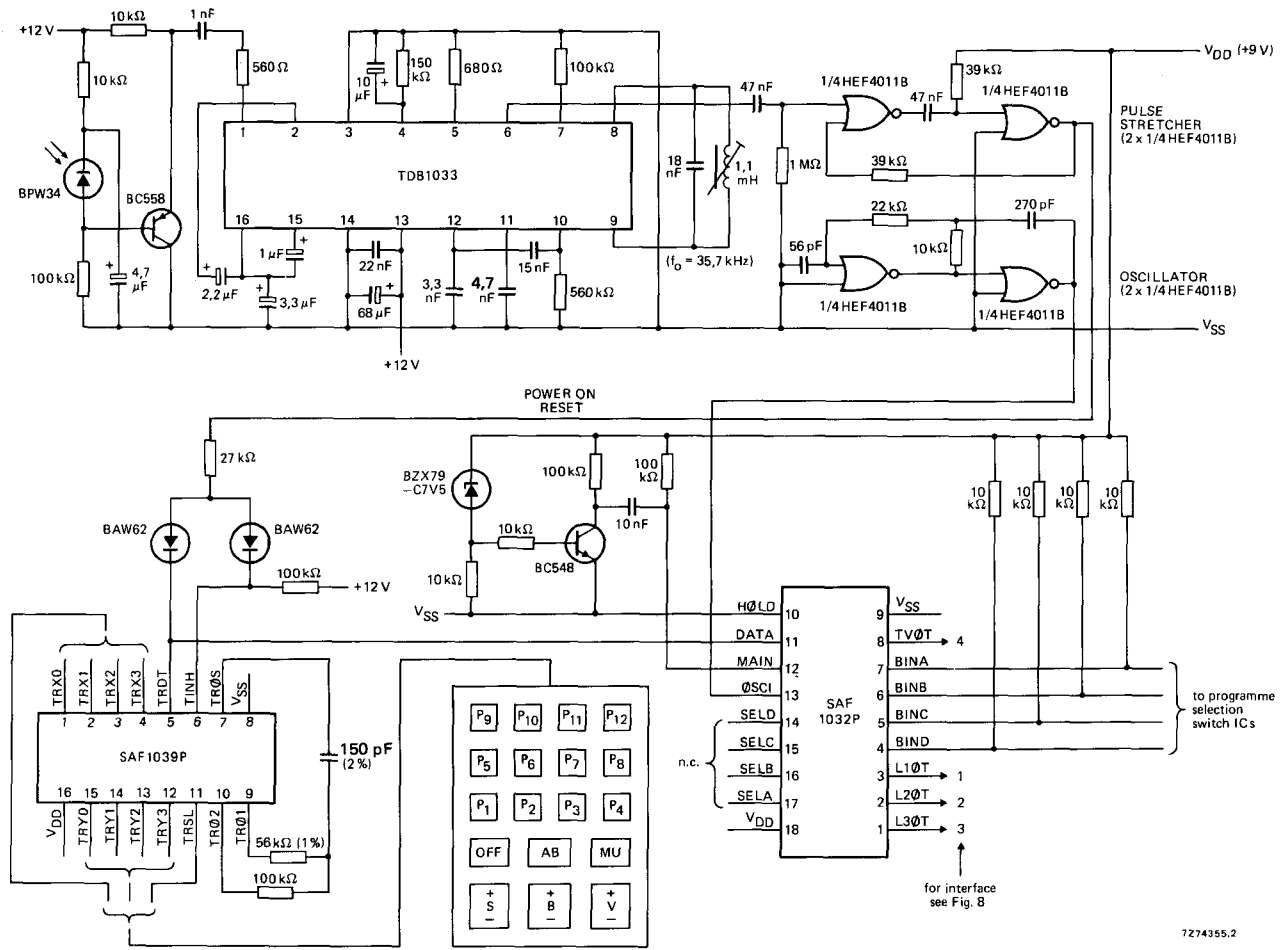 +12 V
10 kΩ
1 nF
10 kΩ
560 Ω
10 μF
150 kΩ
680 Ω
100 kΩ
47 nF
39 kΩ
VDD (+9 V)
1/4 HEF4011B
47 nF
1/4 HEF4011B
PULSE
STRETCHER
(2 x 1/4 HEF4011B)
1 2 3 4 5 6 7 8
TDB1033
16 15 14 13 12 11 10 9
BPW34
BC558
100 kΩ
4,7 μF
2,2 μF
1 μF
3,3 μF
22 nF
68 μF
+12 V
3,3 nF
4,7 nF
15 nF
560 kΩ
18 nF
1,1 mH
(fo = 35,7 kHz)
1 MΩ
39 kΩ
22 kΩ
270 pF
56 pF
10 kΩ
1/4 HEF4011B
1/4 HEF4011B
OSCILLATOR
(2 x 1/4 HEF4011B)
VSS
POWER ON
RESET
27 kΩ
BAW62
BAW62
100 kΩ
+12 V
BZX79
–C7V5
10 kΩ
10 kΩ
BC548
100 kΩ
100 kΩ
10 nF
10 kΩ
10 kΩ
10 kΩ
10 kΩ
VSS
TRX0 TRX1 TRX2 TRX3 TRDT TINH TRØS VSS
1 2 3 4 5 6 7 8
SAF1039P
16 15 14 13 12 11 10 9
VDD TRY0 TRY1 TRY2 TRY3 TRSL TRØ2 TRØ1
150 pF
(2%)
56 kΩ (1%)
100 kΩ
P9 P10 P11 P12
P5 P6 P7 P8
P1 P2 P3 P4
OFF AB MU
+ + +
S B V
– – –
HØLD 10
DATA 11
MAIN 12
ØSCI 13
SELD 14
SELC 15
SELB 16
SELA 17
VDD 18
n.c.
SAF
1032P
9 VSS
8 TVØT 4
7 BINA
6 BINB
5 BINC
4 BIND
3 L1ØT 1
2 L2ØT 2
1 L3ØT 3
to programme
selection
switch ICs
for interface
see Fig. 8
7Z74355.2